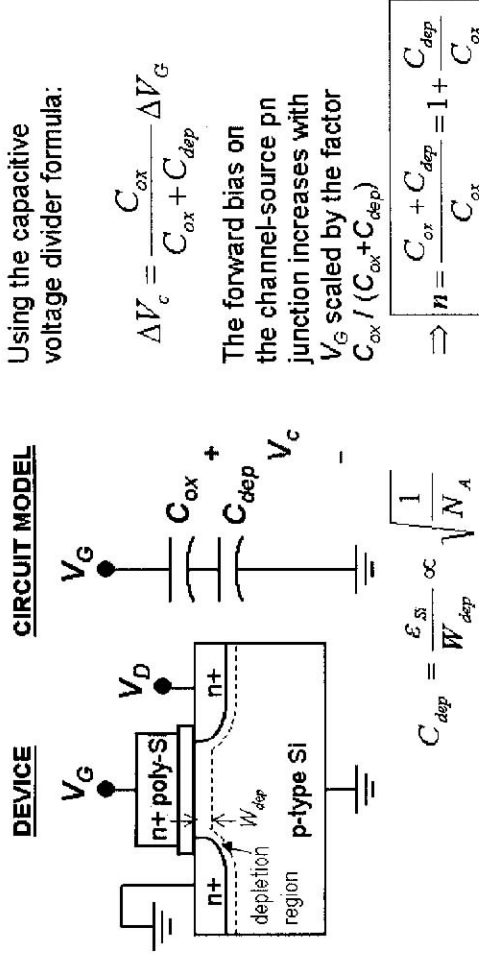 DEVICE
V_G
V_D
n+ poly-Si
n+
n+
W_dep
depletion
region
p-type Si
CIRCUIT MODEL
V_G
C_ox
+
C_dep
V_c
–
C_dep = ε_Si / W_dep ∝ √(1 / N_A)
Using the capacitive
voltage divider formula:
ΔV_c = C_ox / (C_ox + C_dep) ΔV_G
The forward bias on
the channel-source pn
junction increases with
V_G scaled by the factor
C_ox / (C_ox+C_dep)
⇒ n = (C_ox + C_dep) / C_ox = 1 + C_dep / C_ox